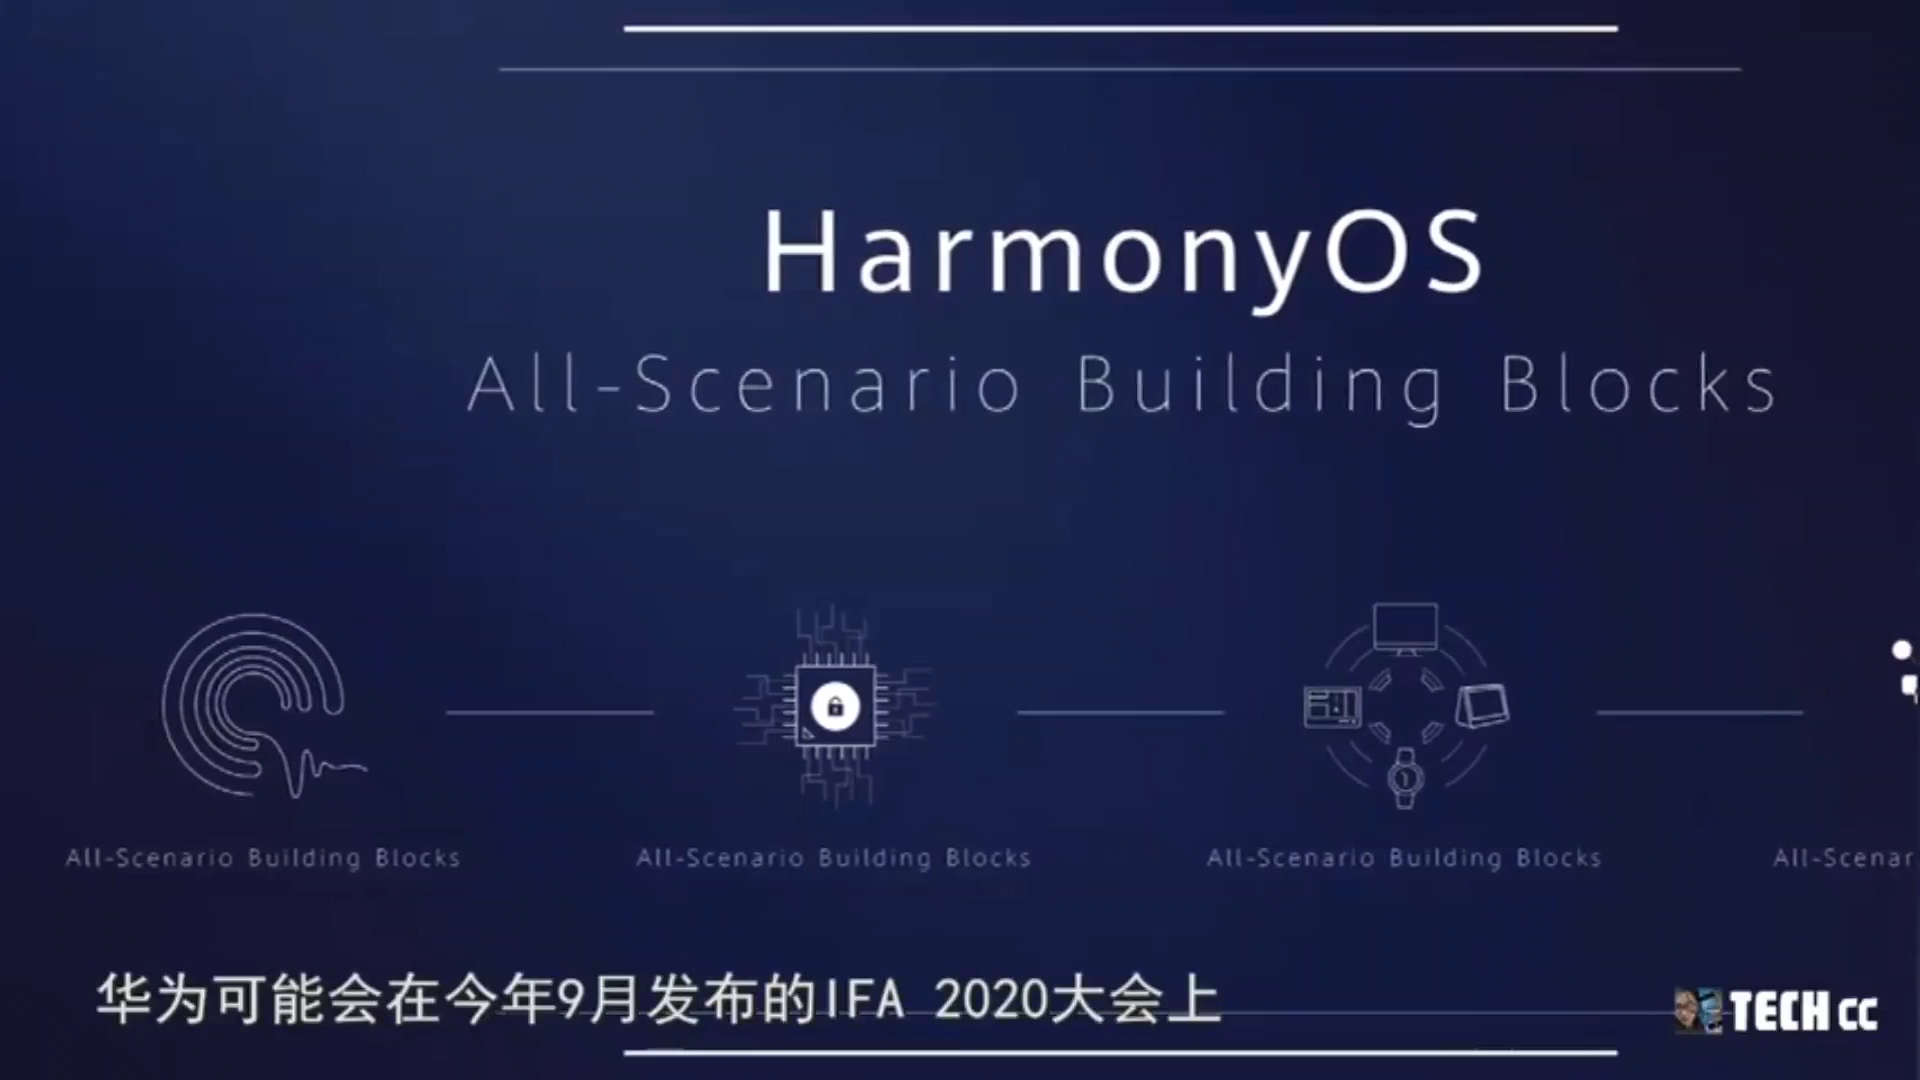 HarmonyOS
All-Scenario Building Blocks
All-Scenario Building Blocks
All-Scenario Building Blocks
All-Scenario Building Blocks
All-Scenar
华为可能会在今年9月发布的IFA 2020大会上
TECH cc